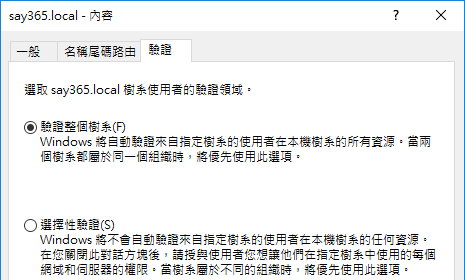 say365.local - 內容
一般
名稱尾碼路由
驗證
選取 say365.local 樹系使用者的驗證領域。
驗證整個樹系(F)
Windows 將自動驗證來自指定樹系的使用者在本機樹系的所有資源。當兩
個樹系都屬於同一個組織時，將優先使用此選項。
選擇性驗證(S)
Windows 將不會自動驗證來自指定樹系的使用者在本機樹系的任何資源。
在您關閉此對話方塊後，請授與使用者您想讓他們在指定樹系中使用的每個
網域和伺服器的權限。當樹系屬於不同的組織時，將優先使用此選項。